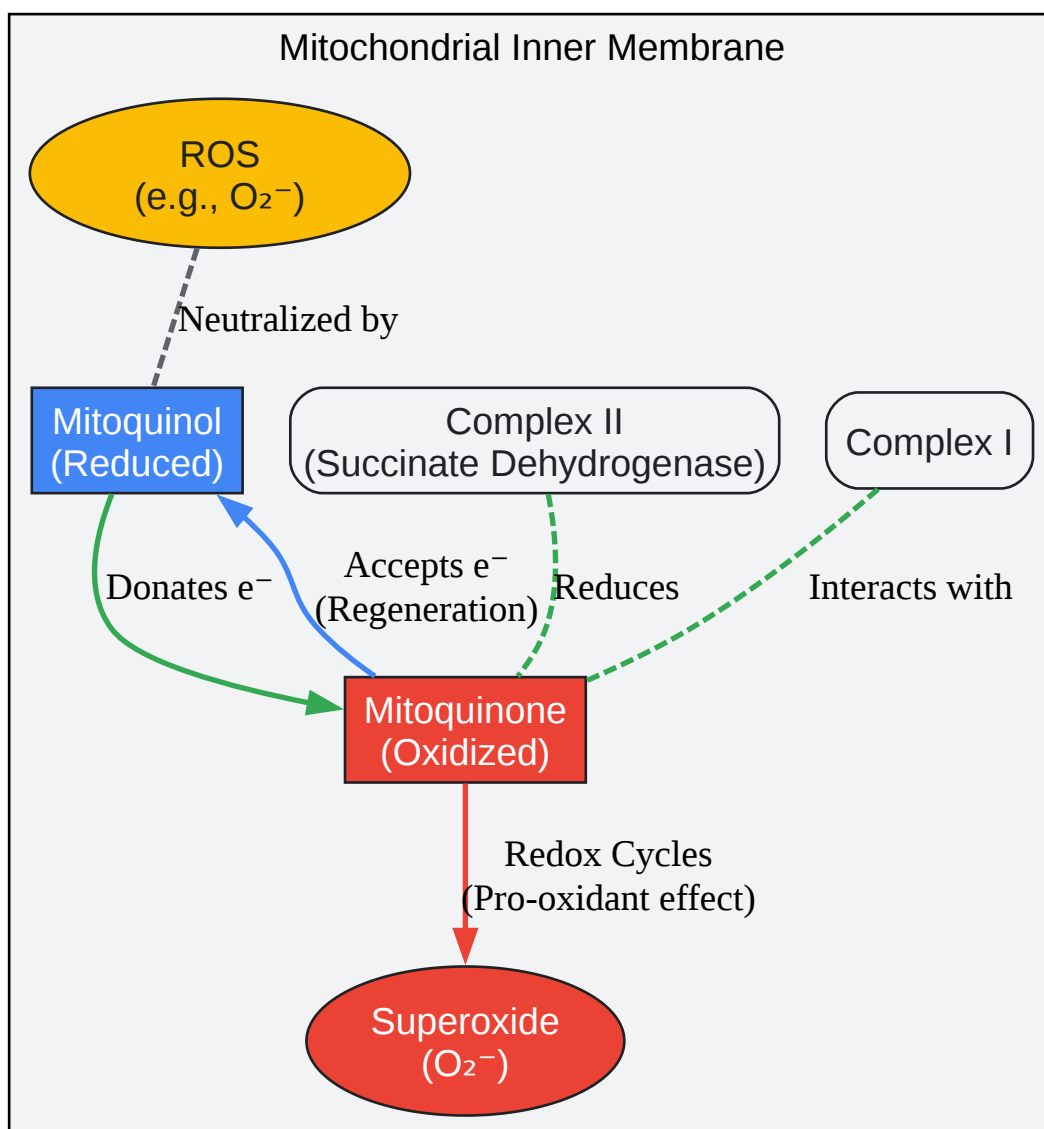 Mitochondrial Inner Membrane
ROS
(e.g., O₂⁻)
Neutralized by
Mitoquinol
(Reduced)
Complex II
(Succinate Dehydrogenase)
Complex I
Donates e⁻
Accepts e⁻
(Regeneration)
Reduces
Interacts with
Mitoquinone
(Oxidized)
Redox Cycles
(Pro-oxidant effect)
Superoxide
(O₂⁻)